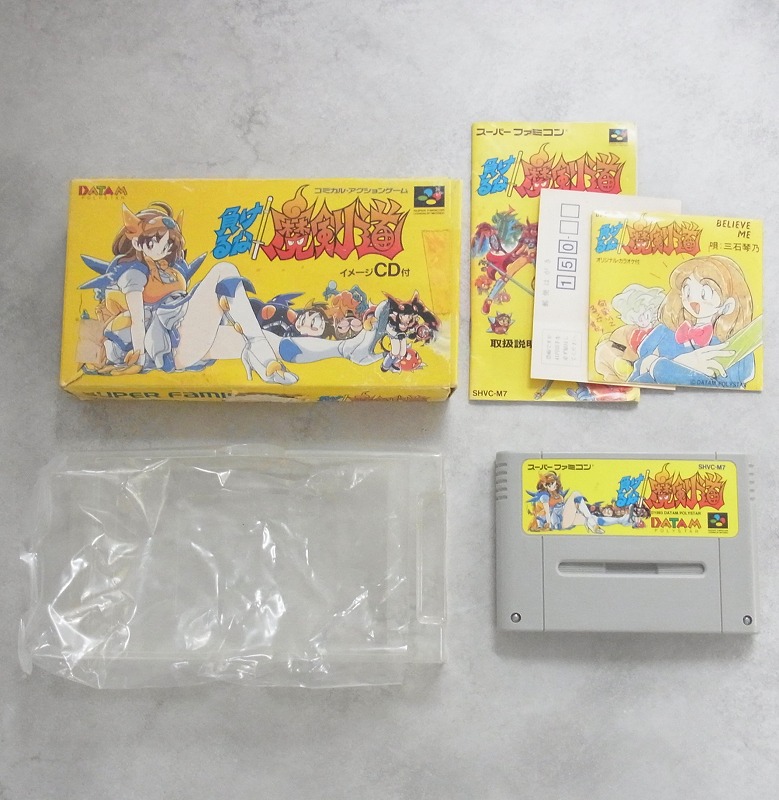 DATAM
POLYSTAR
コミカル・アクションゲーム
負けるな!魔剣道
イメージCD付
SUPER Fami
スーパーファミコン
負けるな!魔剣道
取扱説明
SHVC-M7
150-
負けるな!魔剣道
オリジナル・カラオケ付
BELIEVE
ME
唄:三石琴乃
© DATAM POLYSTAR
スーパーファミコン
SHVC-M7
負けるな!魔剣道
©1993 DATAM POLYSTAR
DATAM
POLYSTAR